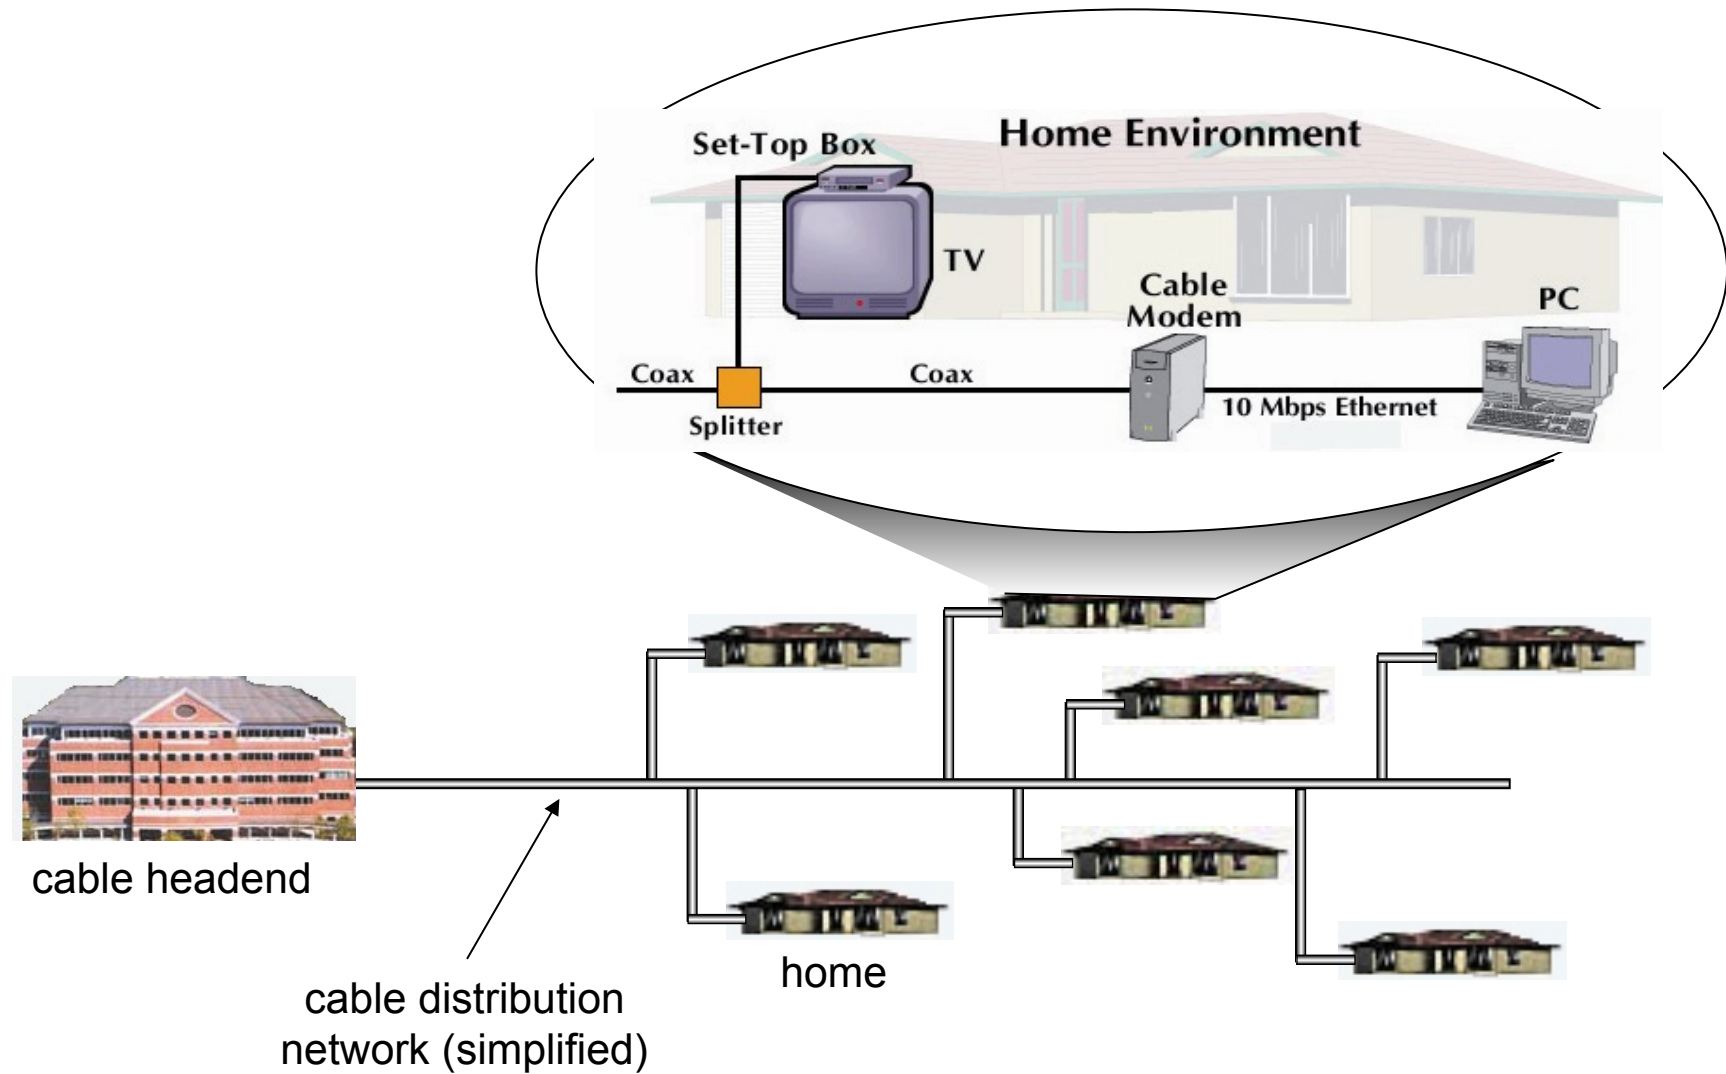 Home Environment
Set-Top Box
TV
Cable
Modem
PC
Coax
Coax
10 Mbps Ethernet
Splitter
cable headend
home
cable distribution
network (simplified)